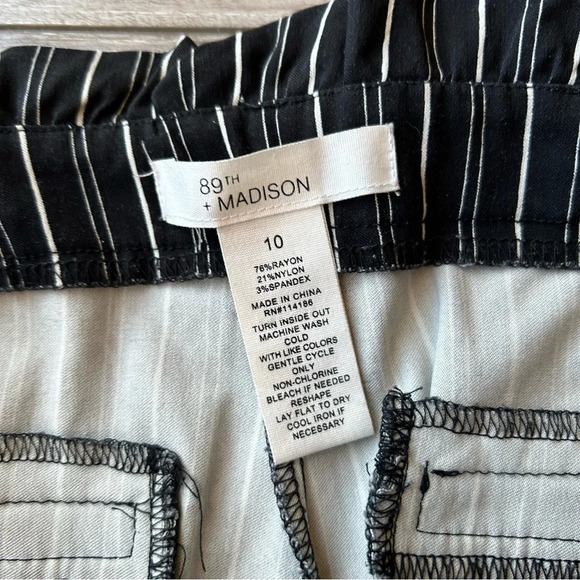 89TH
+ MADISON
10
76%RAYON
21%NYLON
3%SPANDEX
MADE IN CHINA
RN#114186
TURN INSIDE OUT
MACHINE WASH
COLD
WITH LIKE COLORS
GENTLE CYCLE
ONLY
NON-CHLORINE
BLEACH IF NEEDED
RESHAPE
LAY FLAT TO DRY
COOL IRON IF
NECESSARY